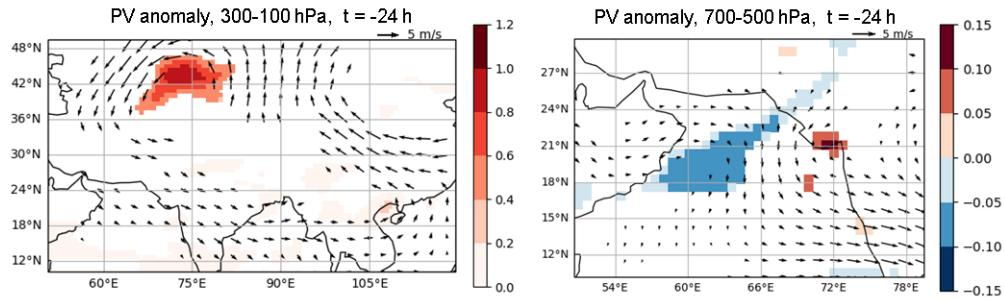 PV anomaly, 300-100 hPa, t = -24 h
5 m/s
48°N
42°N
36°N
30°N
24°N
18°N
12°N
60°E
75°E
90°E
105°E
1.2
1.0
0.8
0.6
0.4
0.2
0.0
PV anomaly, 700-500 hPa, t = -24 h
5 m/s
27°N
24°N
21°N
18°N
15°N
12°N
54°E
60°E
66°E
72°E
78°E
0.15
0.10
0.05
0.00
−0.05
−0.10
−0.15